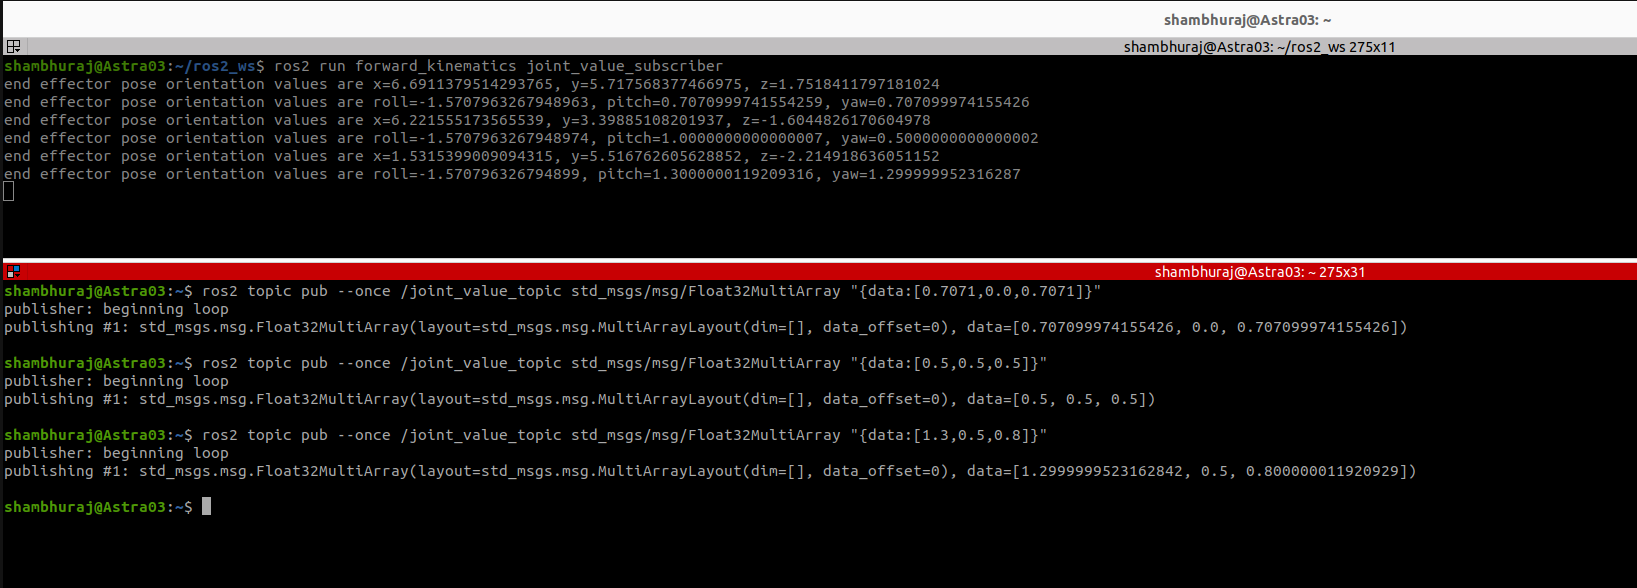 shambhuraj@Astra03: ~
shambhuraj@Astra03: ~/ros2_ws 275x11
shambhuraj@Astra03:~/ros2_ws$ ros2 run forward_kinematics joint_value_subscriber
end effector pose orientation values are x=6.6911379514293765, y=5.717568377466975, z=1.7518411797181024
end effector pose orientation values are roll=-1.5707963267948963, pitch=0.7070999741554259, yaw=0.707099974155426
end effector pose orientation values are x=6.221555173565539, y=3.39885108201937, z=-1.6044826170604978
end effector pose orientation values are roll=-1.5707963267948974, pitch=1.0000000000000007, yaw=0.5000000000000002
end effector pose orientation values are x=1.5315399009094315, y=5.516762605628852, z=-2.214918636051152
end effector pose orientation values are roll=-1.570796326794899, pitch=1.3000000119209316, yaw=1.299999952316287
shambhuraj@Astra03: ~ 275x31
shambhuraj@Astra03:~$ ros2 topic pub --once /joint_value_topic std_msgs/msg/Float32MultiArray "{data:[0.7071,0.0,0.7071]}"
publisher: beginning loop
publishing #1: std_msgs.msg.Float32MultiArray(layout=std_msgs.msg.MultiArrayLayout(dim=[], data_offset=0), data=[0.707099974155426, 0.0, 0.707099974155426])
shambhuraj@Astra03:~$ ros2 topic pub --once /joint_value_topic std_msgs/msg/Float32MultiArray "{data:[0.5,0.5,0.5]}"
publisher: beginning loop
publishing #1: std_msgs.msg.Float32MultiArray(layout=std_msgs.msg.MultiArrayLayout(dim=[], data_offset=0), data=[0.5, 0.5, 0.5])
shambhuraj@Astra03:~$ ros2 topic pub --once /joint_value_topic std_msgs/msg/Float32MultiArray "{data:[1.3,0.5,0.8]}"
publisher: beginning loop
publishing #1: std_msgs.msg.Float32MultiArray(layout=std_msgs.msg.MultiArrayLayout(dim=[], data_offset=0), data=[1.2999999523162842, 0.5, 0.800000011920929])
shambhuraj@Astra03:~$